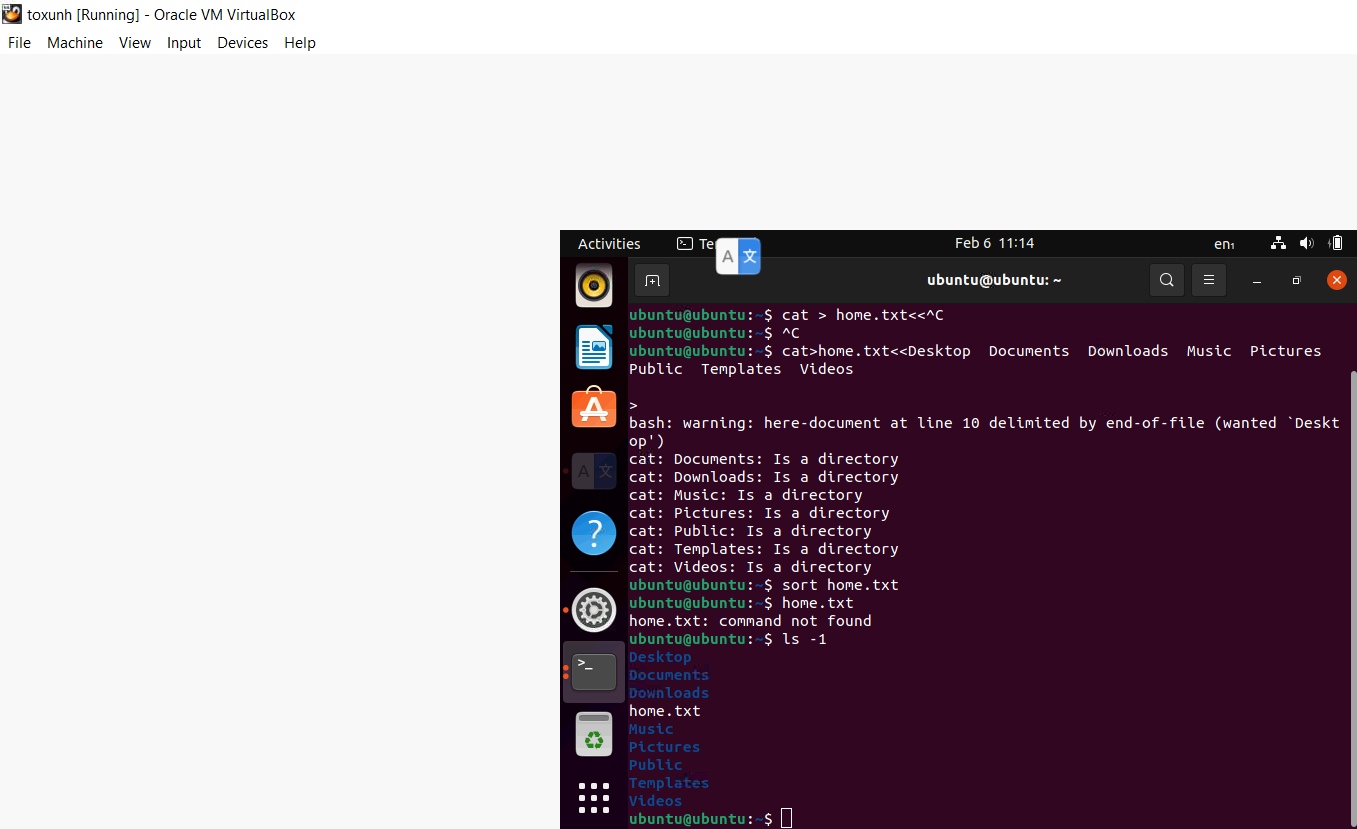 toxunh [Running] - Oracle VM VirtualBox
File Machine View Input Devices Help
Activities Te Feb 6 11:14 en₁
A 文
ubuntu@ubuntu: ~
ubuntu@ubuntu:~$ cat > home.txt<<^C
ubuntu@ubuntu:~$ ^C
ubuntu@ubuntu:~$ cat>home.txt<<Desktop  Documents  Downloads  Music  Pictures
Public  Templates  Videos
>
bash: warning: here-document at line 10 delimited by end-of-file (wanted `Deskt
op')
cat: Documents: Is a directory
cat: Downloads: Is a directory
cat: Music: Is a directory
cat: Pictures: Is a directory
cat: Public: Is a directory
cat: Templates: Is a directory
cat: Videos: Is a directory
ubuntu@ubuntu:~$ sort home.txt
ubuntu@ubuntu:~$ home.txt
home.txt: command not found
ubuntu@ubuntu:~$ ls -1
Desktop
Documents
Downloads
home.txt
Music
Pictures
Public
Templates
Videos
ubuntu@ubuntu:~$
A 文
?
>_